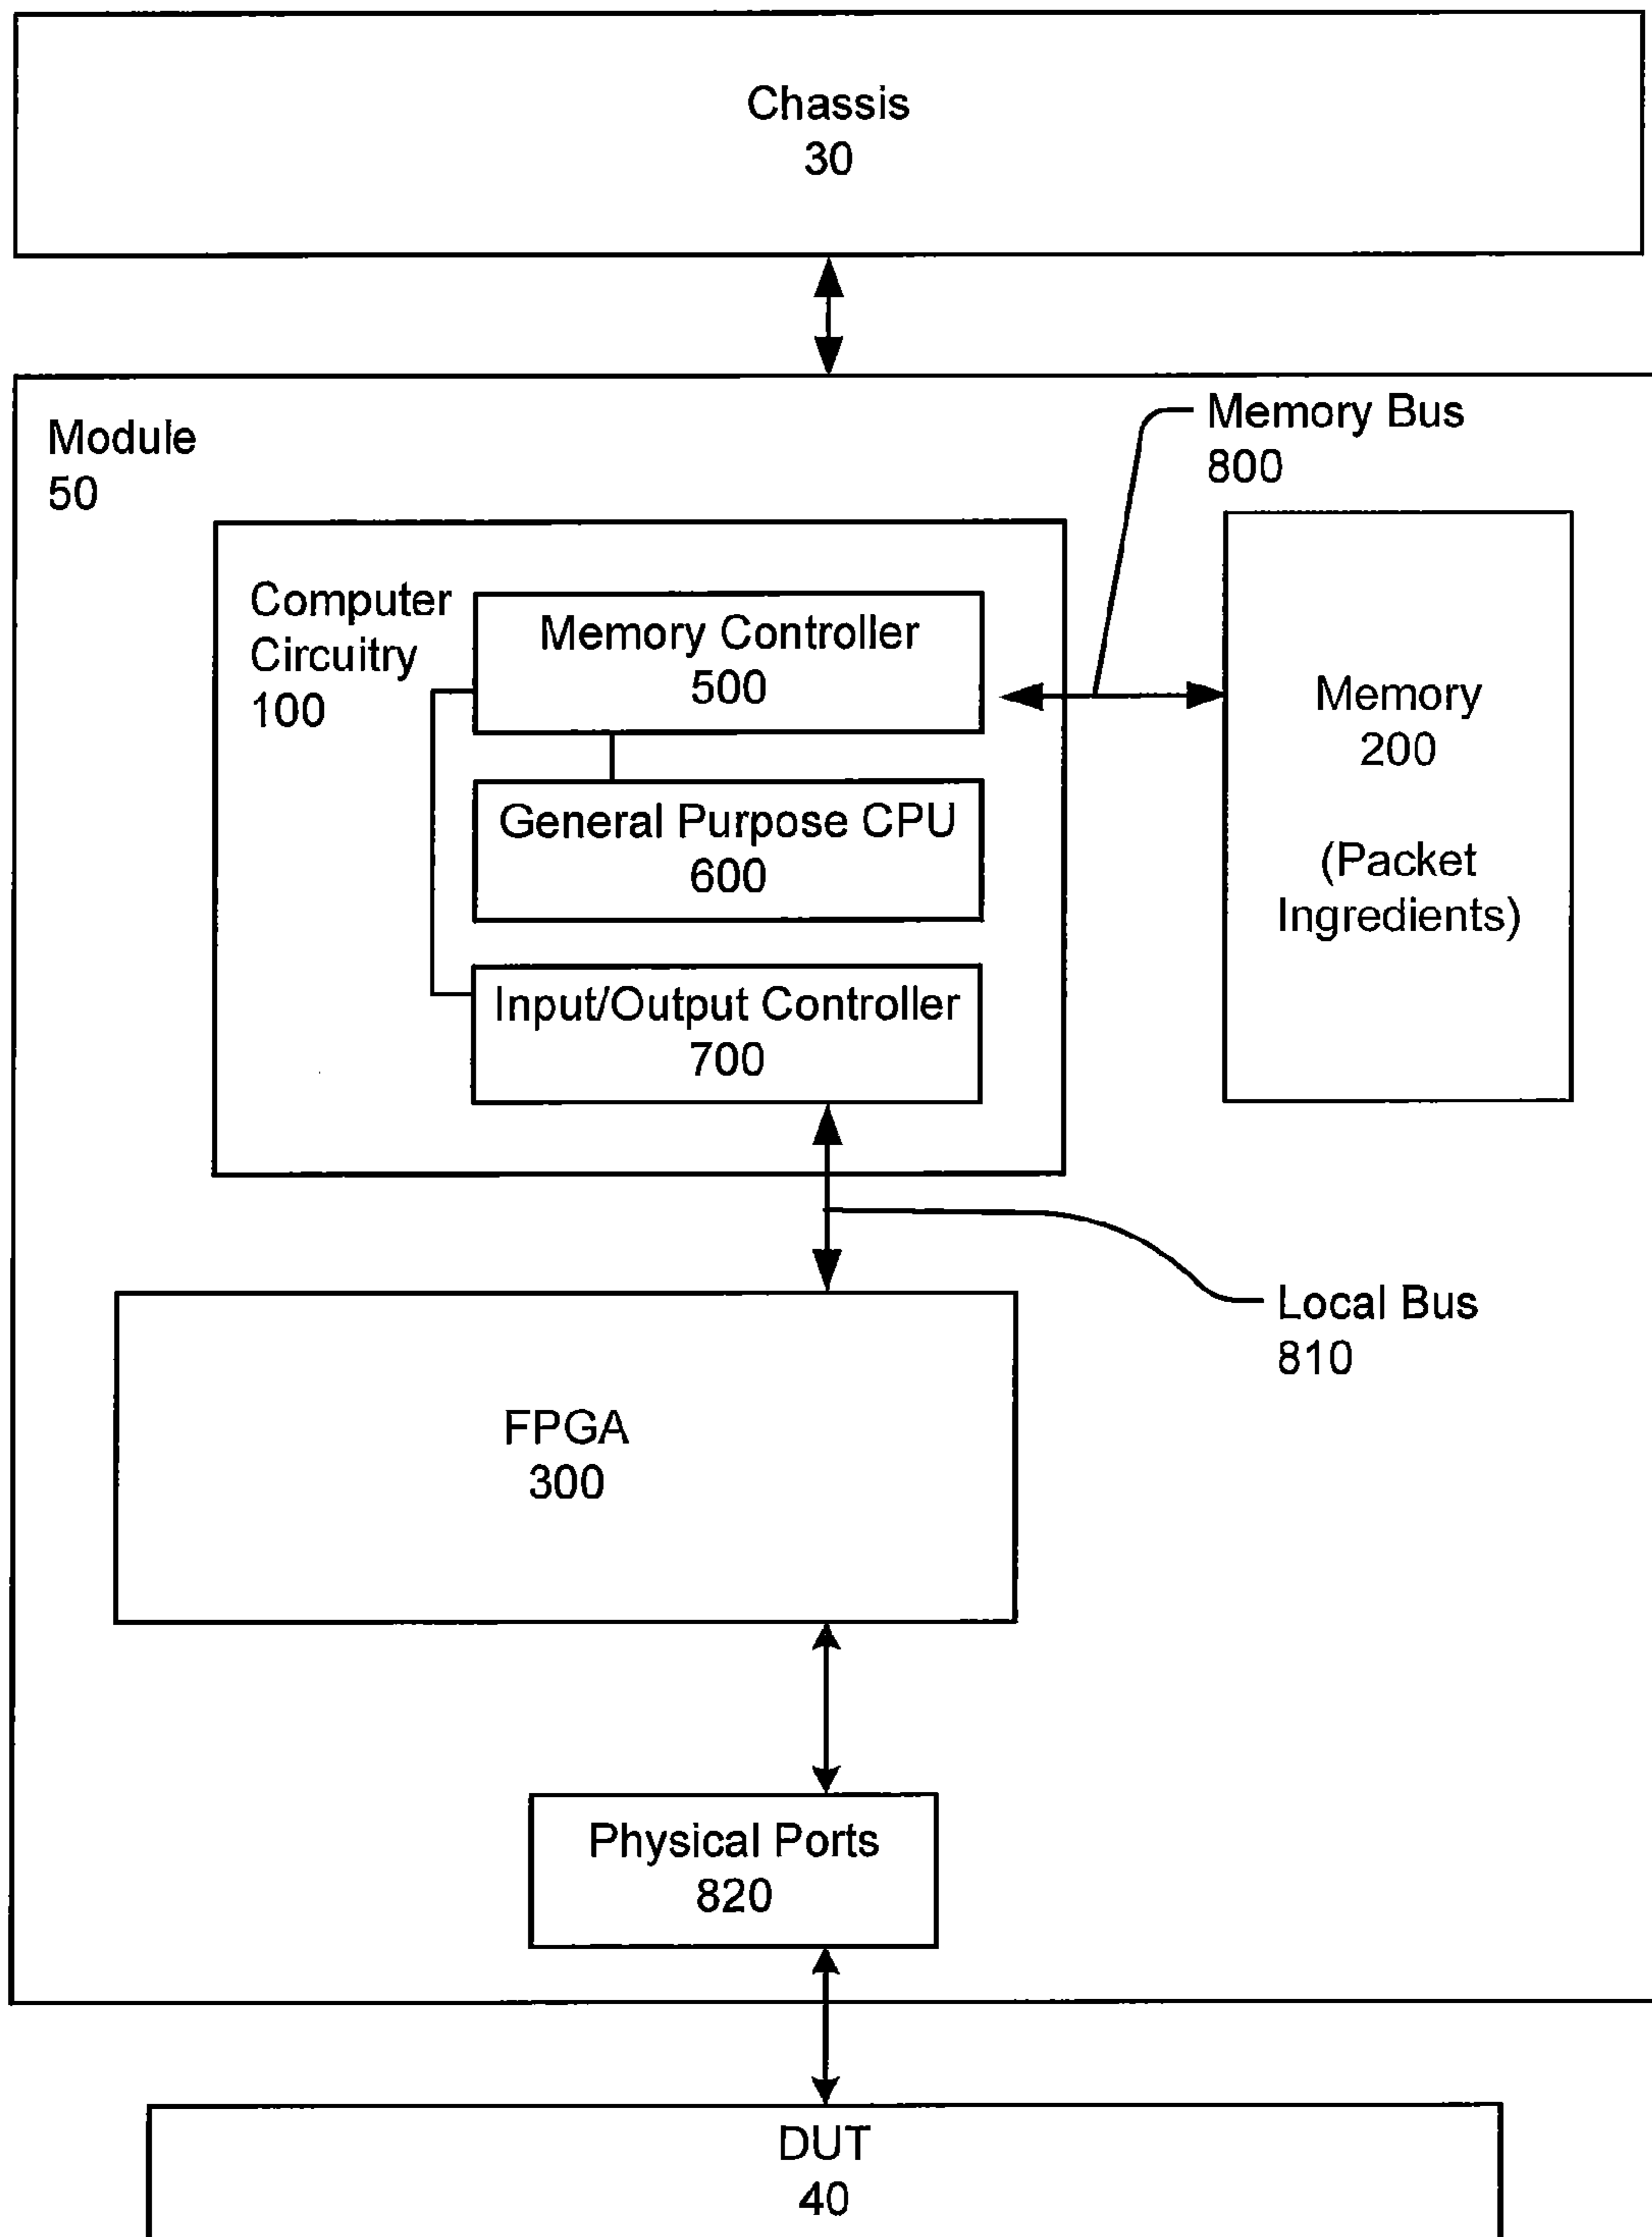 Chassis
30
Module
50
Memory Bus
800
Computer
Circuitry
100
Memory Controller
500
General Purpose CPU
600
Input/Output Controller
700
Memory
200
(Packet
Ingredients)
Local Bus
810
FPGA
300
Physical Ports
820
DUT
40